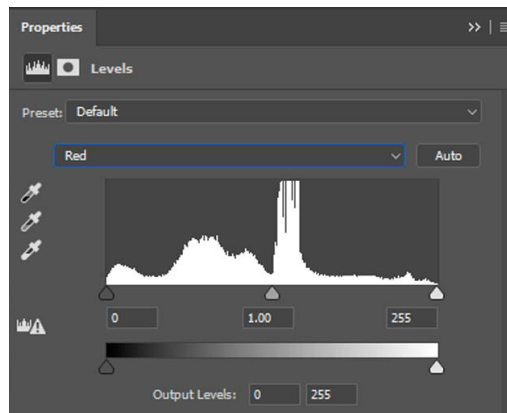 Properties
Levels
Preset: Default
Red Auto
0 1.00 255
Output Levels: 0 255